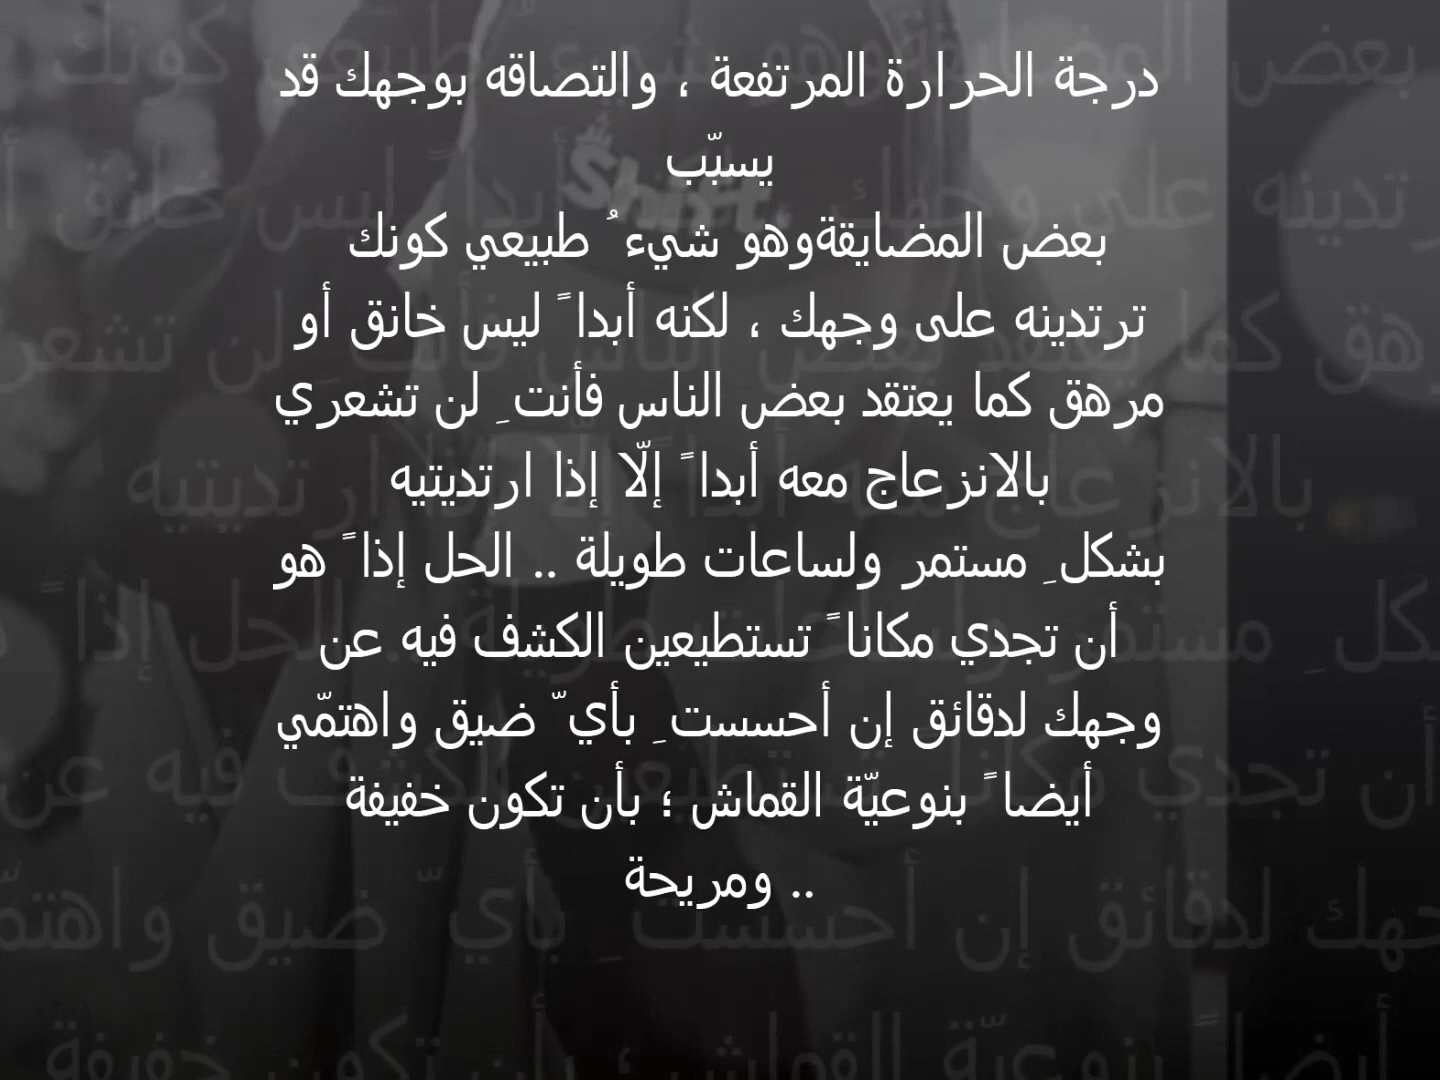 درجة الحرارة المرتفعة ، والتصاقه بوجهك قد
يسبّب
بعض المضايقةوهو شيءُ طبيعي كونك
ترتدينه على وجهك ، لكنه أبداً ليس خانق أو
مرهق كما يعتقد بعض الناس فأنتِ لن تشعري
بالانزعاج معه أبداً إلّا إذا ارتديتيه
بشكلِ مستمر ولساعات طويلة .. الحل إذاً هو
أن تجدي مكاناً تستطيعين الكشف فيه عن
وجهك لدقائق إن أحسستِ بأيّ ضيق واهتمّي
أيضاً بنوعيّة القماش ؛ بأن تكون خفيفة
ومريحة ..